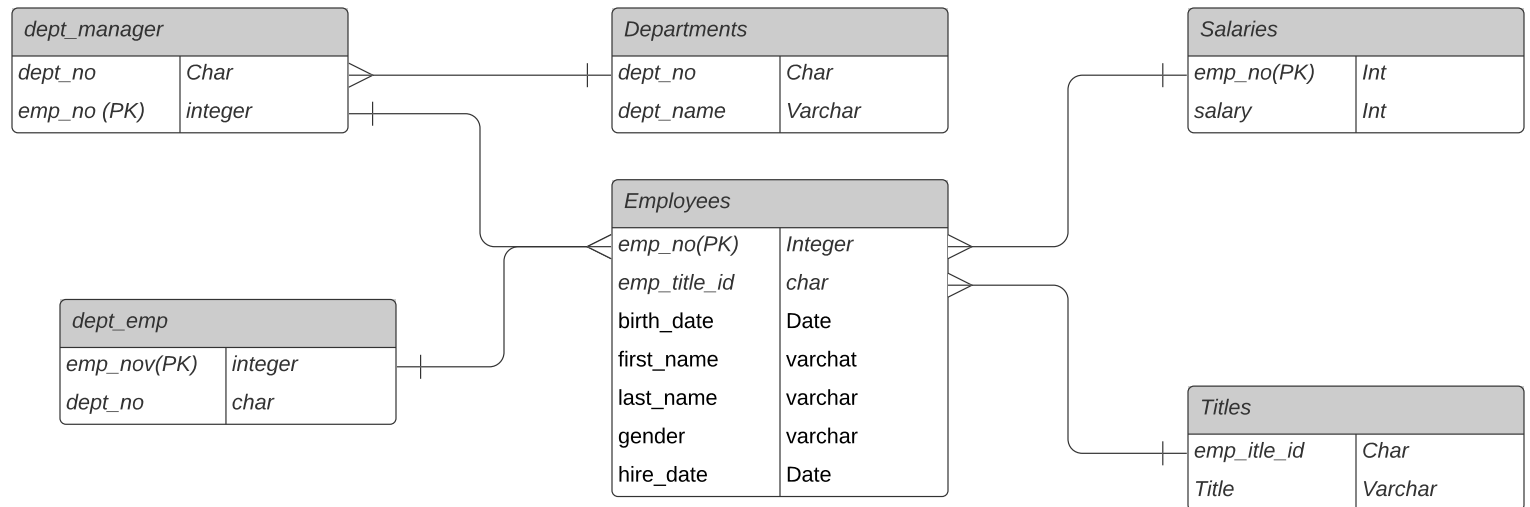 dept_manager
dept_no Char
emp_no (PK) integer
Departments
dept_no Char
dept_name Varchar
Salaries
emp_no(PK) Int
salary Int
Employees
emp_no(PK) Integer
emp_title_id char
birth_date Date
first_name varchat
last_name varchar
gender varchar
hire_date Date
dept_emp
emp_nov(PK) integer
dept_no char
Titles
emp_itle_id Char
Title Varchar